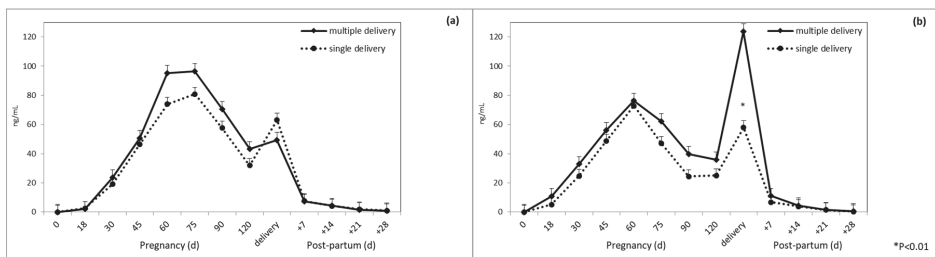 (a)
multiple delivery
single delivery
120
100
80
60
40
20
0
ng/mL
0 18 30 45 60 75 90 120 delivery +7 +14 +21 +28
Pregnancy (d) Post-partum (d)
(b)
multiple delivery
single delivery
120
100
80
60
40
20
0
ng/mL
*
0 18 30 45 60 75 90 120 delivery +7 +14 +21 +28
Pregnancy (d) Post-partum (d)
*P<0.01